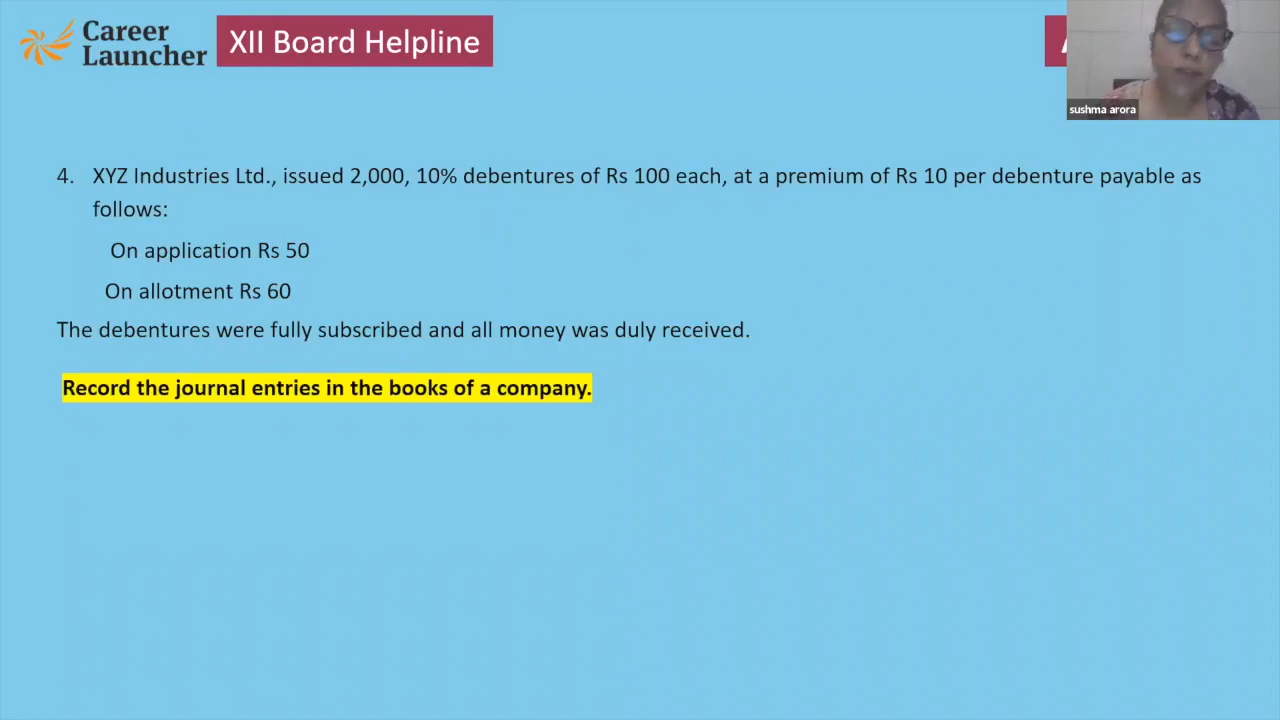 Career
Launcher
XII Board Helpline
sushma arora
4. XYZ Industries Ltd., issued 2,000, 10% debentures of Rs 100 each, at a premium of Rs 10 per debenture payable as
follows:
On application Rs 50
On allotment Rs 60
The debentures were fully subscribed and all money was duly received.
Record the journal entries in the books of a company.